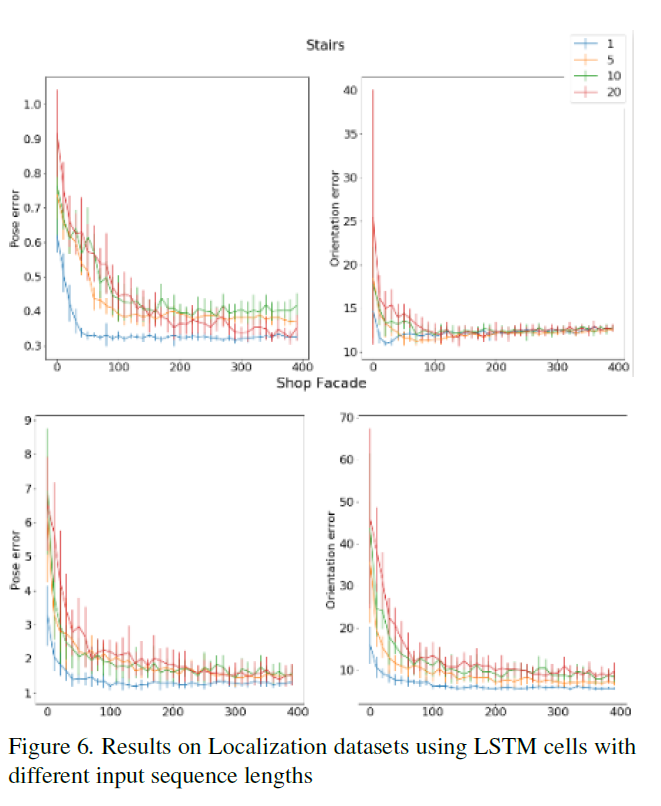 Stairs
1
5
10
20
Pose error
1.0
0.9
0.8
0.7
0.6
0.5
0.4
0.3
0 100 200 300 400
Orientation error
40
35
30
25
20
15
10
0 100 200 300 400
Shop Facade
Pose error
9
8
7
6
5
4
3
2
1
0 100 200 300 400
Orientation error
70
60
50
40
30
20
10
0 100 200 300 400
Figure 6. Results on Localization datasets using LSTM cells with
different input sequence lengths